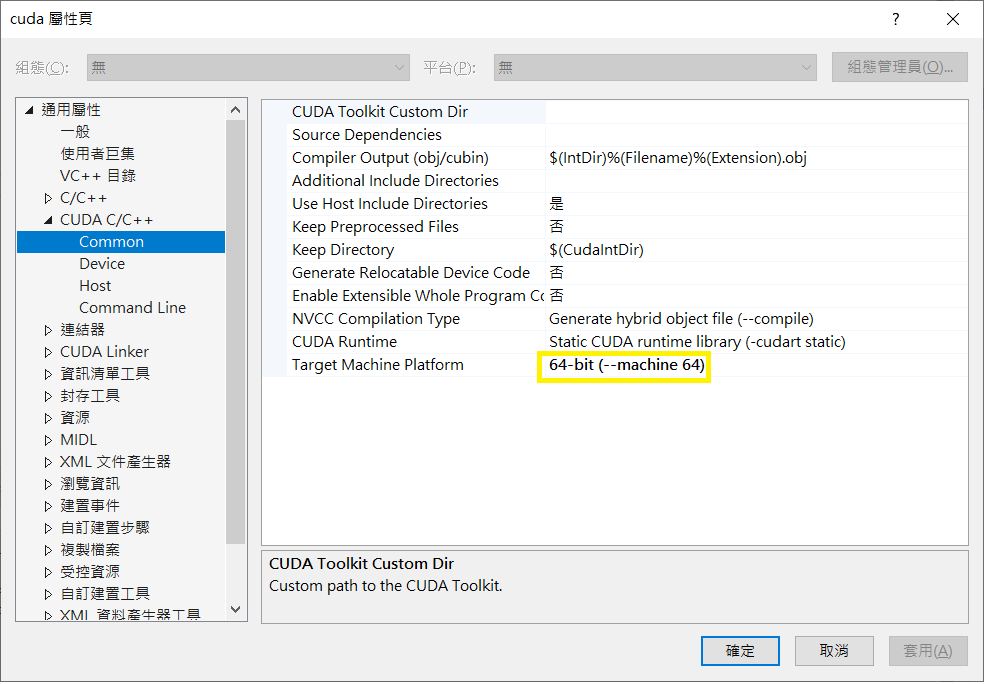 cuda 屬性頁
?
組態(C):
無
平台(P):
無
組態管理員(O)...
通用屬性
一般
使用者巨集
VC++ 目錄
C/C++
CUDA C/C++
Common
Device
Host
Command Line
連結器
CUDA Linker
資訊清單工具
封存工具
資源
MIDL
XML 文件產生器
瀏覽資訊
建置事件
自訂建置步驟
複製檔案
受控資源
自訂建置工具
XML 資料產生器工具
CUDA Toolkit Custom Dir
Source Dependencies
Compiler Output (obj/cubin) $(IntDir)%(Filename)%(Extension).obj
Additional Include Directories
Use Host Include Directories 是
Keep Preprocessed Files 否
Keep Directory $(CudaIntDir)
Generate Relocatable Device Code 否
Enable Extensible Whole Program Co 否
NVCC Compilation Type Generate hybrid object file (--compile)
CUDA Runtime Static CUDA runtime library (-cudart static)
Target Machine Platform 64-bit (--machine 64)
CUDA Toolkit Custom Dir
Custom path to the CUDA Toolkit.
確定
取消
套用(A)